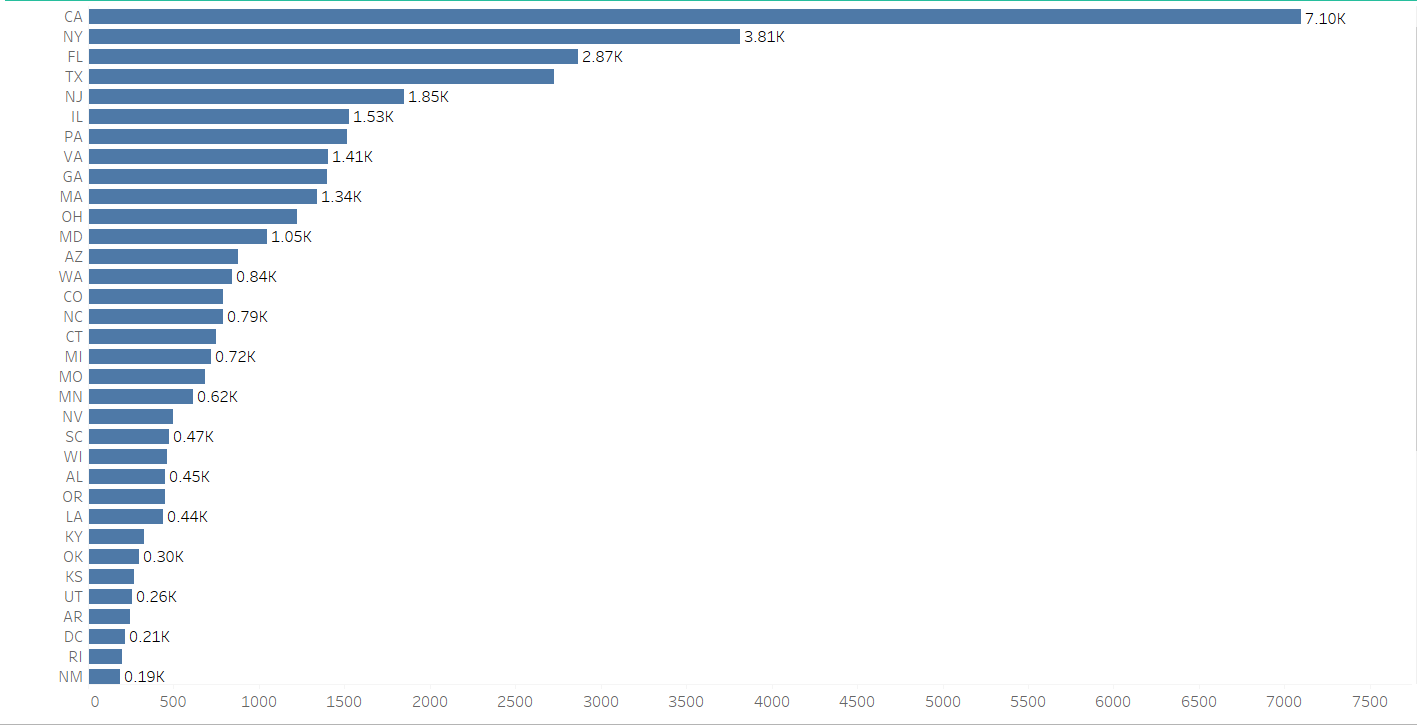 CA 7.10K
NY 3.81K
FL 2.87K
TX
NJ 1.85K
IL 1.53K
PA
VA 1.41K
GA
MA 1.34K
OH
MD 1.05K
AZ
WA 0.84K
CO
NC 0.79K
CT
MI 0.72K
MO
MN 0.62K
NV
SC 0.47K
WI
AL 0.45K
OR
LA 0.44K
KY
OK 0.30K
KS
UT 0.26K
AR
DC 0.21K
RI
NM 0.19K
0 500 1000 1500 2000 2500 3000 3500 4000 4500 5000 5500 6000 6500 7000 7500